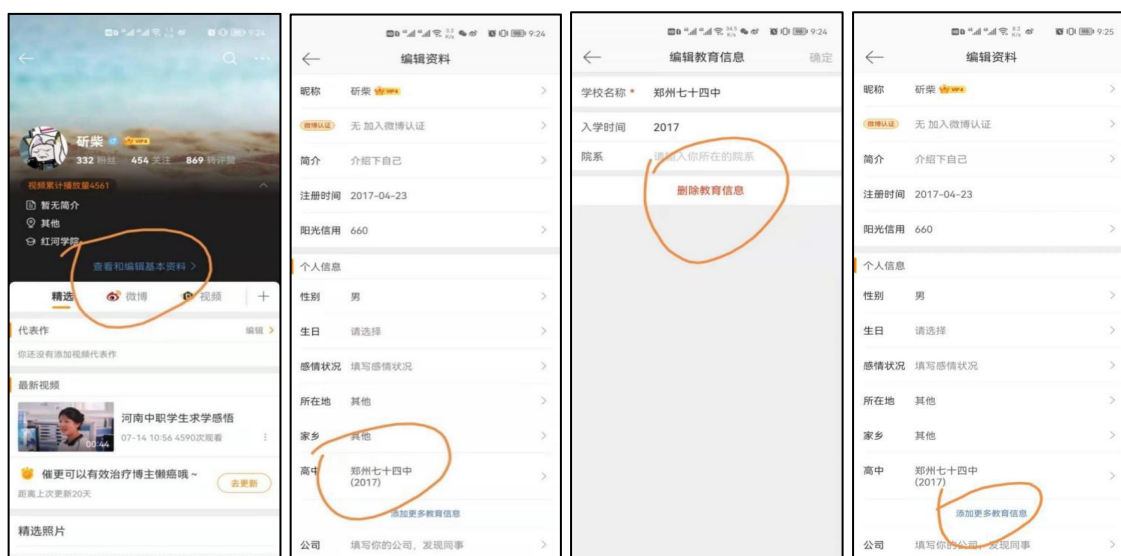 9:24
斫柴
332 粉丝 454 关注 869 转评赞
视频累计播放量4561
暂无简介
其他
红河学院
查看和编辑基本资料 >
精选 微博 视频 +
代表作 编辑 >
你还没有添加视频代表作
最新视频
河南中职学生求学感悟
00:44
07-14 10:56 4590次观看
催更可以有效治疗博主懒癌哦~
去更新
距离上次更新20天
精选照片
9:24
编辑资料
昵称 斫柴
微博认证 无 加入微博认证
简介 介绍下自己
注册时间 2017-04-23
阳光信用 660
个人信息
性别 男
生日 请选择
感情状况 填写感情状况
所在地 其他
家乡 其他
高中 郑州七十四中
(2017)
添加更多教育信息
公司 填写你的公司，发现同事
9:24
编辑教育信息 确定
学校名称 * 郑州七十四中
入学时间 2017
院系 请输入你所在的院系
删除教育信息
9:25
编辑资料
昵称 斫柴
微博认证 无 加入微博认证
简介 介绍下自己
注册时间 2017-04-23
阳光信用 660
个人信息
性别 男
生日 请选择
感情状况 填写感情状况
所在地 其他
家乡 其他
高中 郑州七十四中
(2017)
添加更多教育信息
公司 填写你的公司，发现同事